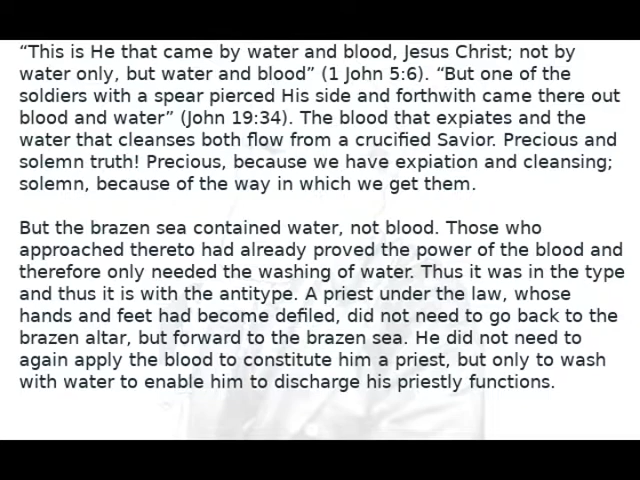 “This is He that came by water and blood, Jesus Christ; not by
water only, but water and blood” (1 John 5:6). “But one of the
soldiers with a spear pierced His side and forthwith came there out
blood and water” (John 19:34). The blood that expiates and the
water that cleanses both flow from a crucified Savior. Precious and
solemn truth! Precious, because we have expiation and cleansing;
solemn, because of the way in which we get them.

But the brazen sea contained water, not blood. Those who
approached thereto had already proved the power of the blood and
therefore only needed the washing of water. Thus it was in the type
and thus it is with the antitype. A priest under the law, whose
hands and feet had become defiled, did not need to go back to the
brazen altar, but forward to the brazen sea. He did not need to
again apply the blood to constitute him a priest, but only to wash
with water to enable him to discharge his priestly functions.